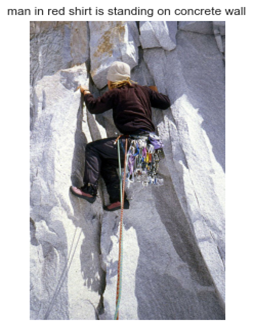 man in red shirt is standing on concrete wall